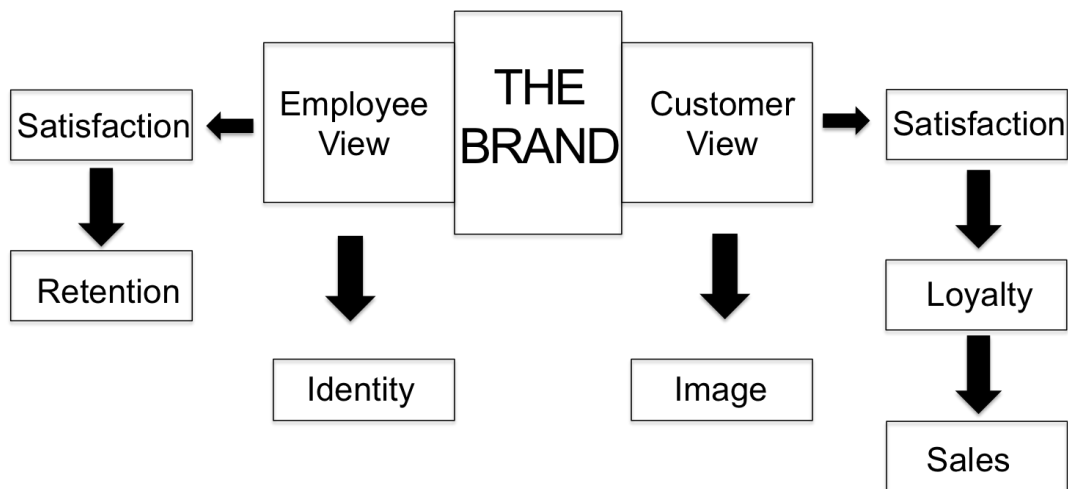 THE
BRAND
Employee
View
Customer
View
Satisfaction
Satisfaction
Retention
Loyalty
Identity
Image
Sales